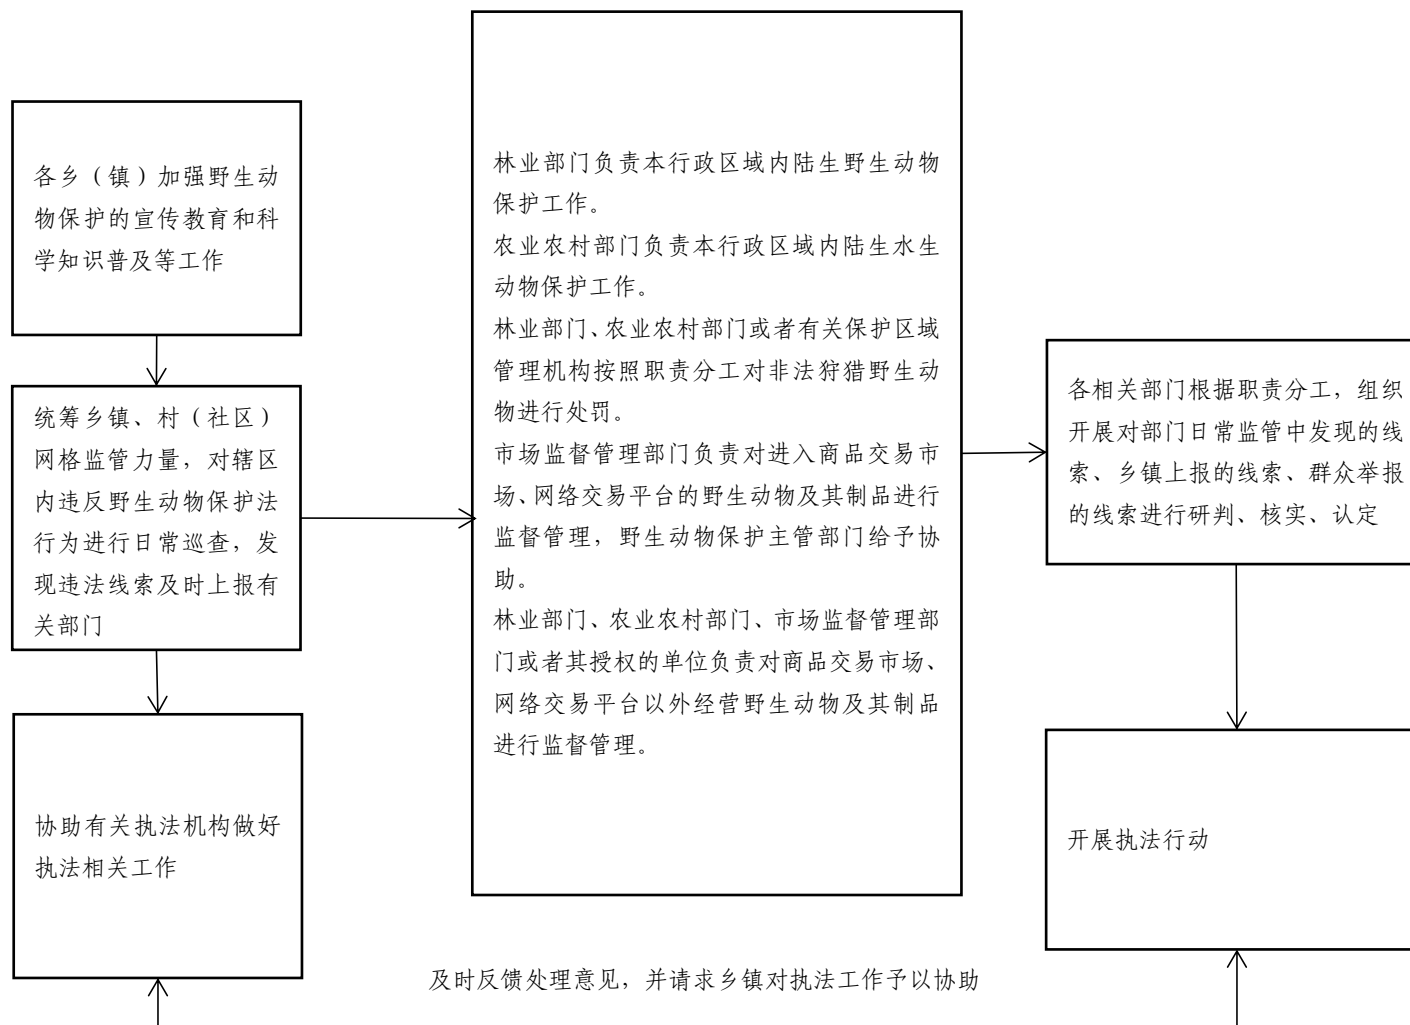 各乡（镇）加强野生动
物保护的宣传教育和科
学知识普及等工作
统筹乡镇、村（社区）
网格监管力量，对辖区
内违反野生动物保护法
行为进行日常巡查，发
现违法线索及时上报有
关部门
协助有关执法机构做好
执法相关工作
林业部门负责本行政区域内陆生野生动物
保护工作。
农业农村部门负责本行政区域内陆生水生
动物保护工作。
林业部门、农业农村部门或者有关保护区域
管理机构按照职责分工对非法狩猎野生动
物进行处罚。
市场监督管理部门负责对进入商品交易市
场、网络交易平台的野生动物及其制品进行
监督管理，野生动物保护主管部门给予协
助。
林业部门、农业农村部门、市场监督管理部
门或者其授权的单位负责对商品交易市场、
网络交易平台以外经营野生动物及其制品
进行监督管理。
各相关部门根据职责分工，组织
开展对部门日常监管中发现的线
索、乡镇上报的线索、群众举报
的线索进行研判、核实、认定
开展执法行动
及时反馈处理意见，并请求乡镇对执法工作予以协助